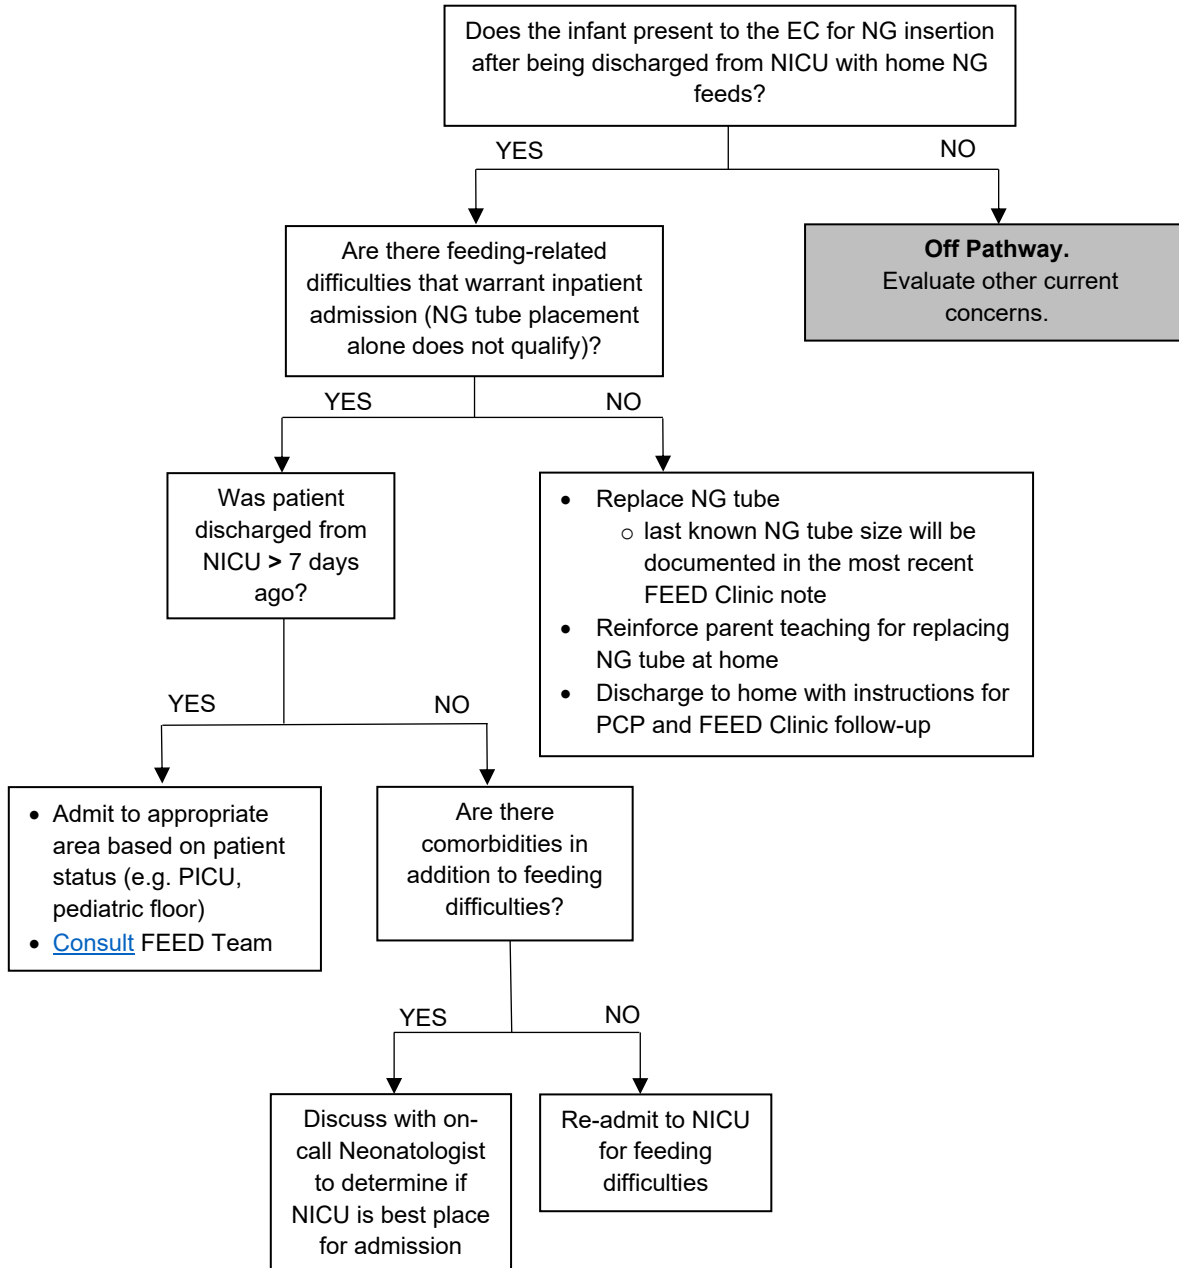 Does the infant present to the EC for NG insertion
after being discharged from NICU with home NG
feeds?
YES
NO
Are there feeding-related
difficulties that warrant inpatient
admission (NG tube placement
alone does not qualify)?
Off Pathway.
Evaluate other current
concerns.
YES
NO
Was patient
discharged from
NICU > 7 days
ago?
• Replace NG tube
o last known NG tube size will be
documented in the most recent
FEED Clinic note
• Reinforce parent teaching for replacing
NG tube at home
• Discharge to home with instructions for
PCP and FEED Clinic follow-up
YES
NO
• Admit to appropriate
area based on patient
status (e.g. PICU,
pediatric floor)
• Consult FEED Team
Are there
comorbidities in
addition to feeding
difficulties?
YES
NO
Discuss with on-
call Neonatologist
to determine if
NICU is best place
for admission
Re-admit to NICU
for feeding
difficulties